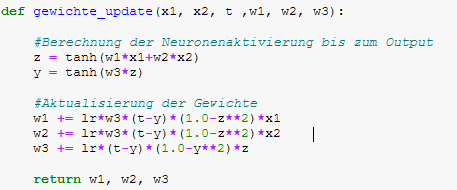 def gewichte_update(x1, x2, t ,w1, w2, w3):
#Berechnung der Neuronenaktivierung bis zum Output
z = tanh(w1*x1+w2*x2)
y = tanh(w3*z)
#Aktualisierung der Gewichte
w1 += lr*w3*(t-y)*(1.0-z**2)*x1
w2 += lr*w3*(t-y)*(1.0-z**2)*x2
w3 += lr*(t-y)*(1.0-y**2)*z
return w1, w2, w3